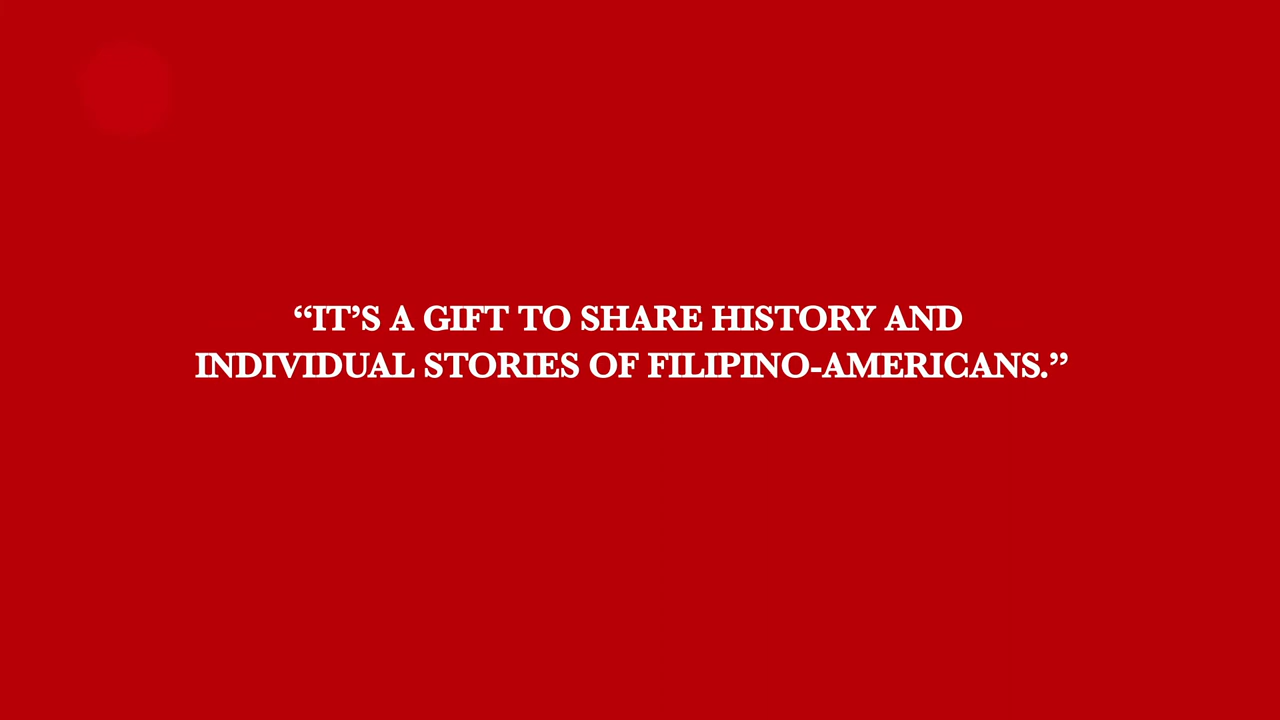 “IT’S A GIFT TO SHARE HISTORY AND
INDIVIDUAL STORIES OF FILIPINO-AMERICANS.”